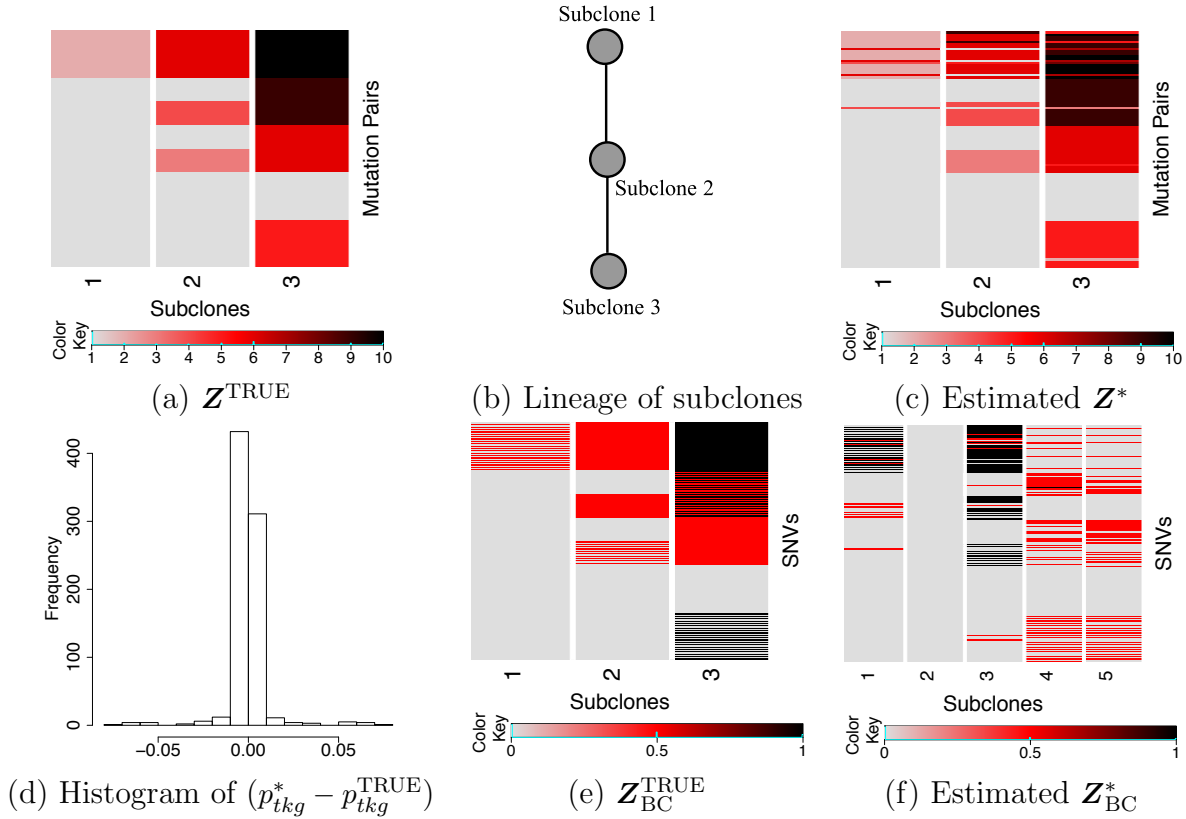 Mutation Pairs
1 2 3
Subclones
Color Key
1 2 3 4 5 6 7 8 9 10
(a) Z^TRUE
Subclone 1
Subclone 2
Subclone 3
(b) Lineage of subclones
Mutation Pairs
1 2 3
Subclones
Color Key
1 2 3 4 5 6 7 8 9 10
(c) Estimated Z*
Frequency
400
300
200
100
0
−0.05 0.00 0.05
(d) Histogram of (p*_tkg − p^TRUE_tkg)
SNVs
1 2 3
Subclones
Color Key
0 0.5 1
(e) Z^TRUE_BC
SNVs
1 2 3 4 5
Subclones
Color Key
0 0.5 1
(f) Estimated Z*_BC